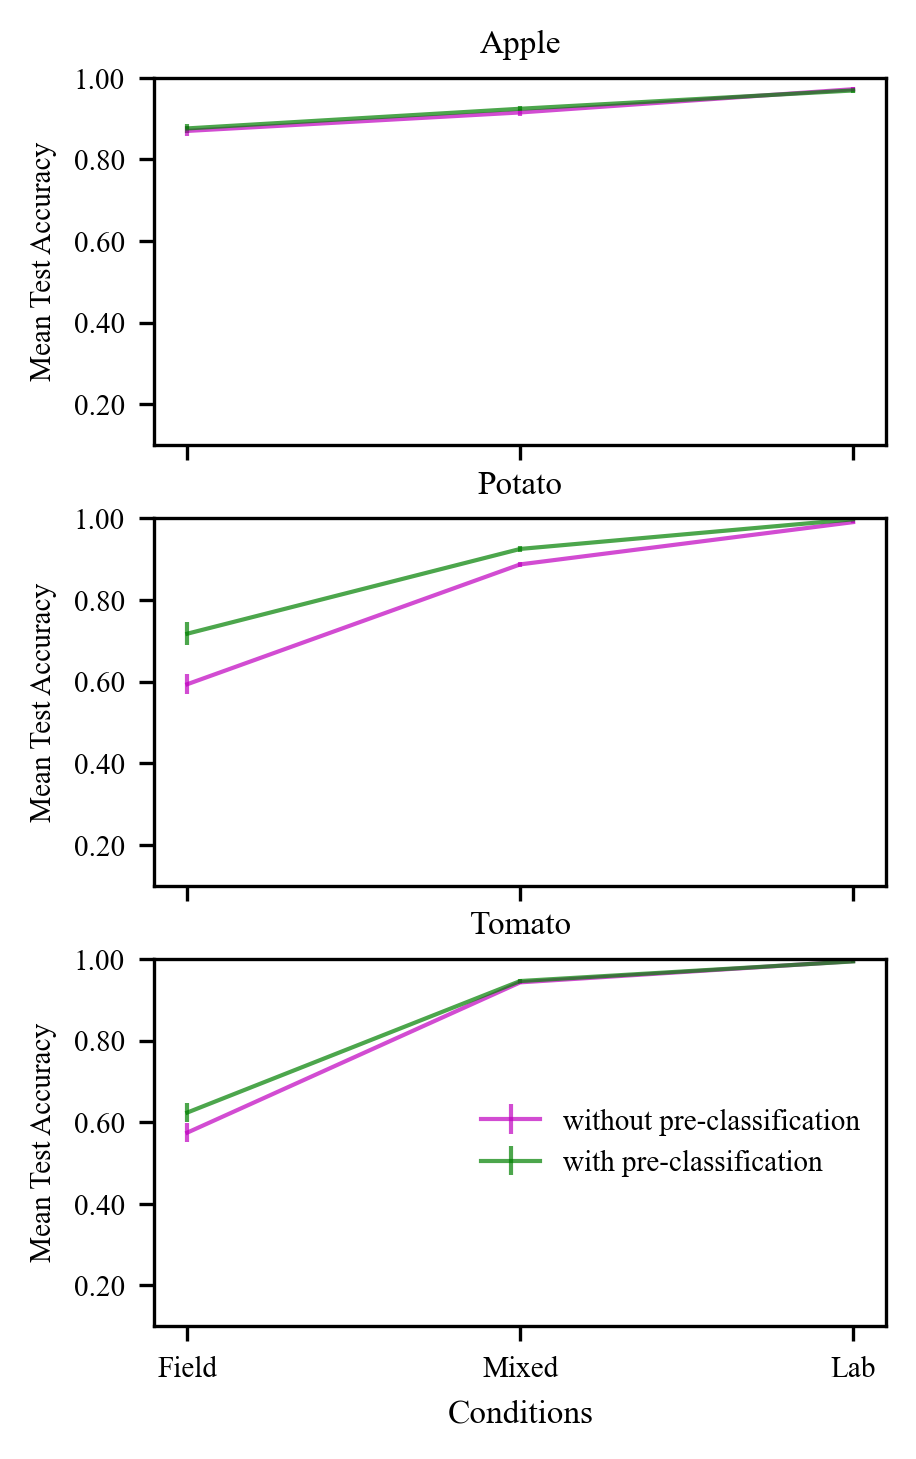 Apple
1.00
0.80
0.60
0.40
0.20
Mean Test Accuracy
Potato
1.00
0.80
0.60
0.40
0.20
Mean Test Accuracy
Tomato
1.00
0.80
0.60
0.40
0.20
Mean Test Accuracy
without pre-classification
with pre-classification
Field Mixed Lab
Conditions